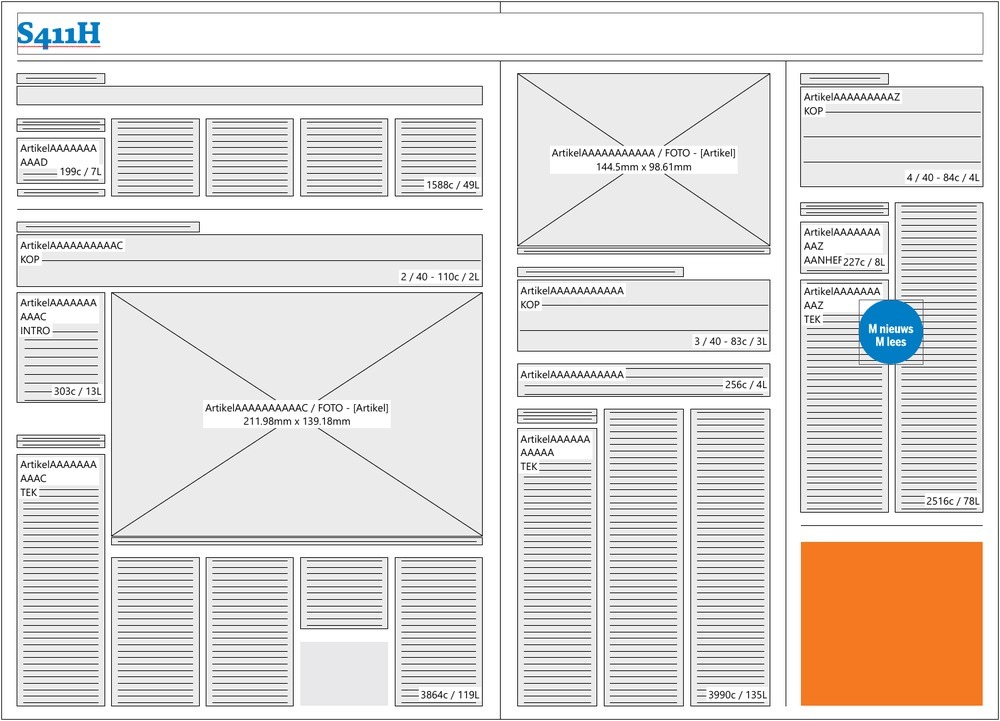 S411H
ArtikelAAAAAAA
AAAD
199c / 7L
1588c / 49L
ArtikelAAAAAAAAAAC
KOP
2 / 40 - 110c / 2L
ArtikelAAAAAAA
AAAC
INTRO
303c / 13L
ArtikelAAAAAAAAAAC / FOTO - [Artikel]
211.98mm x 139.18mm
ArtikelAAAAAAA
AAAC
TEK
3864c / 119L
ArtikelAAAAAAAAAAA / FOTO - [Artikel]
144.5mm x 98.61mm
ArtikelAAAAAAAAAAA
KOP
3 / 40 - 83c / 3L
ArtikelAAAAAAAAAAA
256c / 4L
ArtikelAAAAAA
AAAAA
TEK
3990c / 135L
ArtikelAAAAAAAAAZ
KOP
4 / 40 - 84c / 4L
ArtikelAAAAAAA
AAZ
AANHEF 227c / 8L
ArtikelAAAAAAA
AAZ
TEK
M nieuws
M lees
2516c / 78L